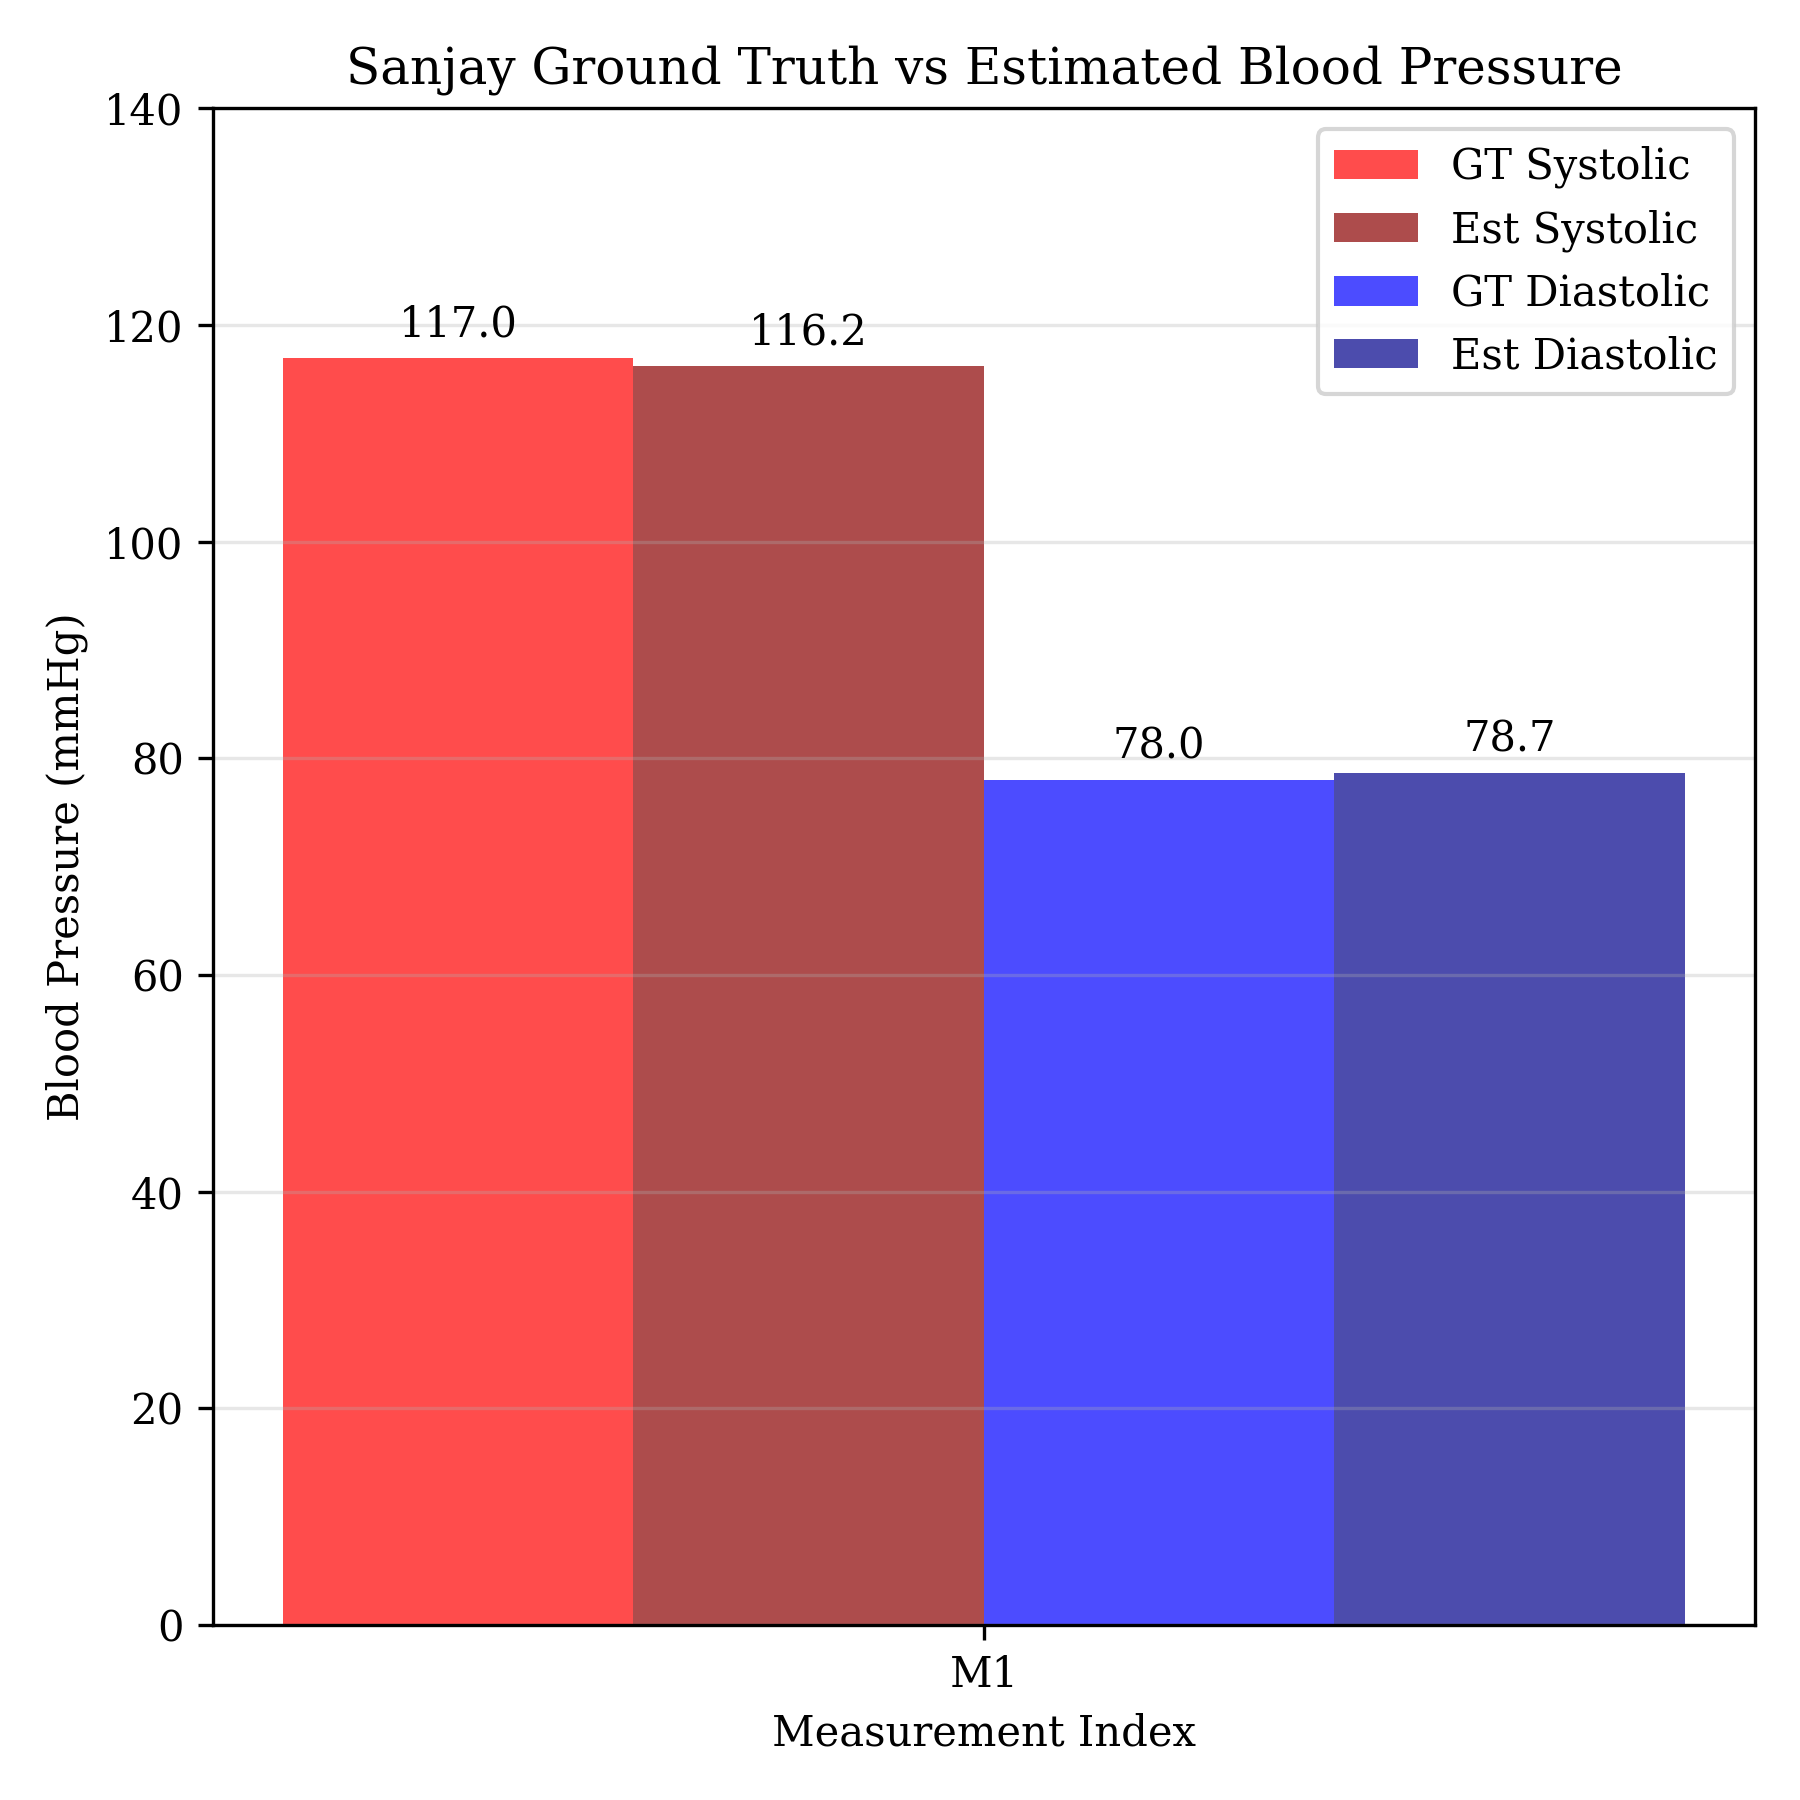 Sanjay Ground Truth vs Estimated Blood Pressure
140
120
100
80
60
40
20
0
Blood Pressure (mmHg)
117.0
116.2
78.0
78.7
GT Systolic
Est Systolic
GT Diastolic
Est Diastolic
M1
Measurement Index